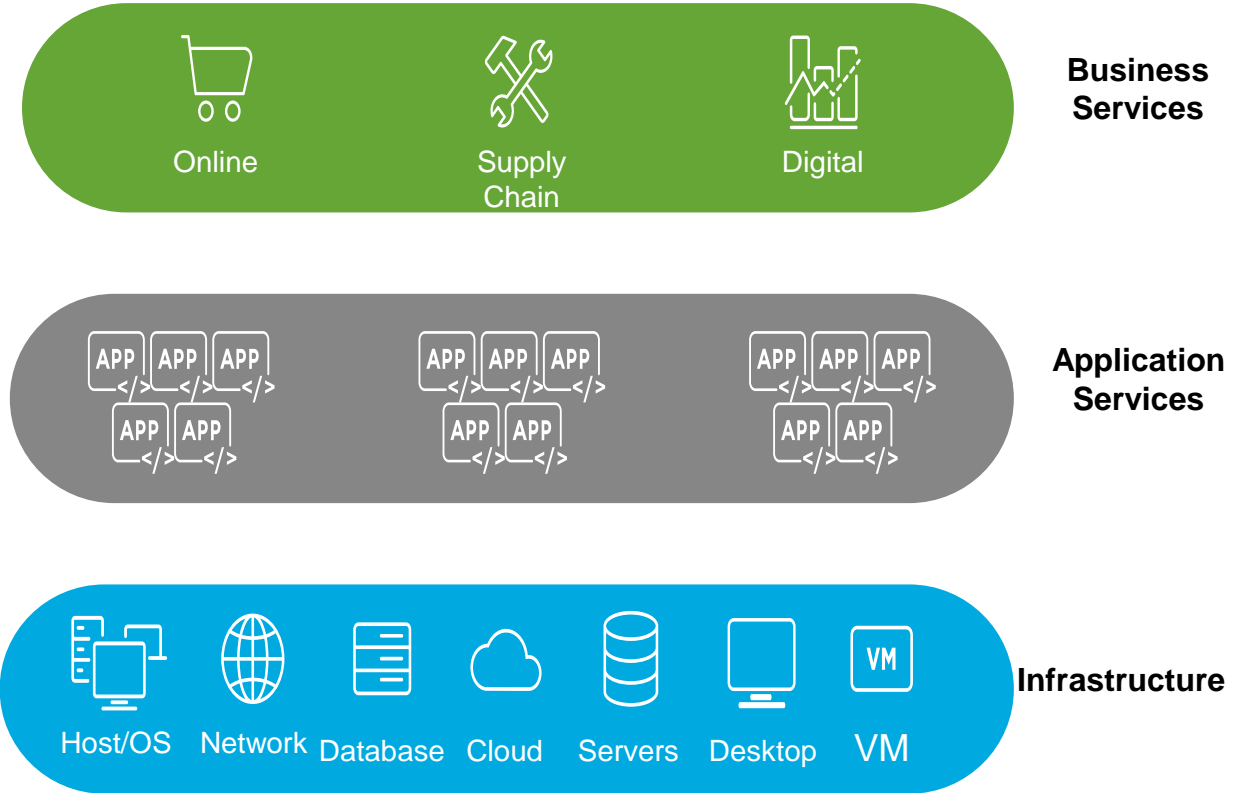 Business
Services
Online
Supply
Chain
Digital
Application
Services
APP APP APP
</> </> </>
APP APP
</> </>
APP APP APP
</> </> </>
APP APP
</> </>
APP APP APP
</> </> </>
APP APP
</> </>
Infrastructure
VM
Host/OS
Network
Database
Cloud
Servers
Desktop
VM